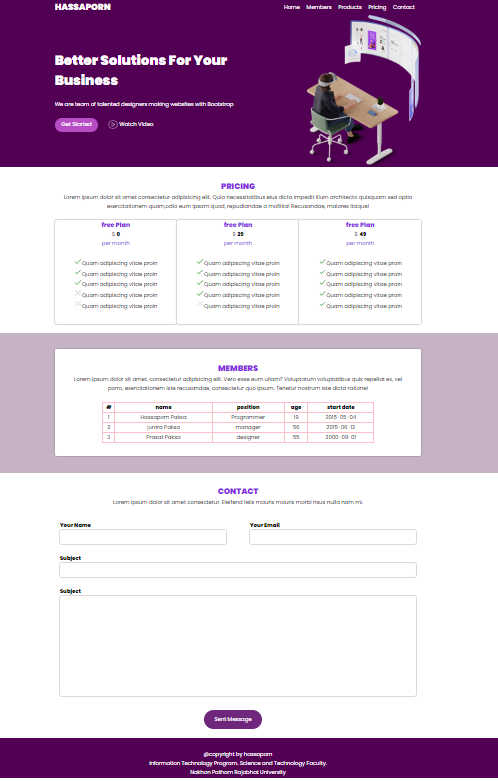 HASSAPORN
Home Members Products Pricing Contact
Better Solutions For Your
Business
We are team of talented designers making websites with Bootstrap
Get Started Watch Video
PRICING
Lorem ipsum dolor sit amet consectetur adipisicing elit. Quia necessitatibus eius dicta impedit illum architecto quisquam sed optio
exercitationem quam,odio eum ipsam quod, repudiandae a mollitia! Recusandae, maiores itaque!
free Plan free Plan free Plan
$ 0 $ 29 $ 49
per month per month per month
Quam adipiscing vitae proin Quam adipiscing vitae proin Quam adipiscing vitae proin
Quam adipiscing vitae proin Quam adipiscing vitae proin Quam adipiscing vitae proin
Quam adipiscing vitae proin Quam adipiscing vitae proin Quam adipiscing vitae proin
Quam adipiscing vitae proin Quam adipiscing vitae proin Quam adipiscing vitae proin
Quam adipiscing vitae proin Quam adipiscing vitae proin Quam adipiscing vitae proin
MEMBERS
Lorem ipsum dolor sit amet, consectetur adipisicing elit. Vero esse eum ullam? Voluptatum voluptatibus quis repellat ex, vel
porro, exercitationem iste recusandae, consectetur quo ipsum. Tenetur nostrum iste dicta ratione!
# name position age start date
1 Hassaporn Paksa Programmer 19 2015-05-04
2 Juntra Paksa manager 56 2015-06-12
3 Prasat Paksa designer 55 2000-09-01
CONTACT
Lorem ipsum dolor sit amet consectetur. Eleifend felis mauris mauris morbi risus nulla nam mi.
Your Name Your Email
Subject
Subject
Sent Message
@copyright by hassaporn
Information Technology Program. Science and Technology Faculty.
Nakhon Pathom Rajabhat University